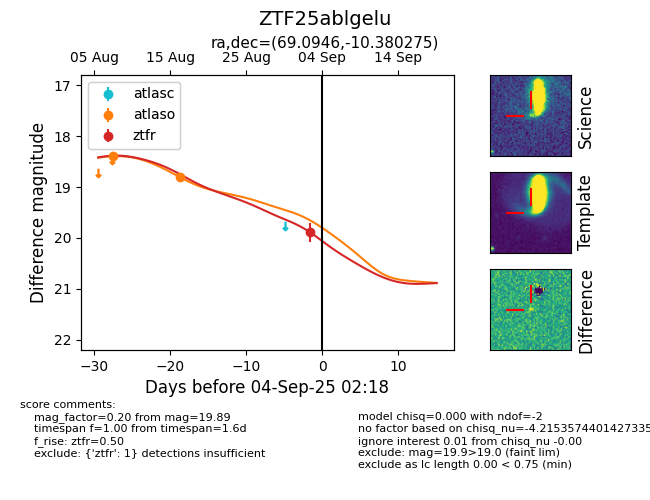 ZTF25ablgelu
ra,dec=(69.0946,-10.380275)
05 Aug 15 Aug 25 Aug 04 Sep 14 Sep
17
18
19
20
21
22
Difference magnitude
atlasc
atlaso
ztfr
−30 −20 −10 0 10
Days before 04-Sep-25 02:18
Science
Template
Difference
score comments:
mag_factor=0.20 from mag=19.89
timespan f=1.00 from timespan=1.6d
f_rise: ztfr=0.50
exclude: {'ztfr': 1} detections insufficient
model chisq=0.000 with ndof=-2
no factor based on chisq_nu=-4.2153574401427335
ignore interest 0.01 from chisq_nu -0.00
exclude: mag=19.9>19.0 (faint lim)
exclude as lc length 0.00 < 0.75 (min)